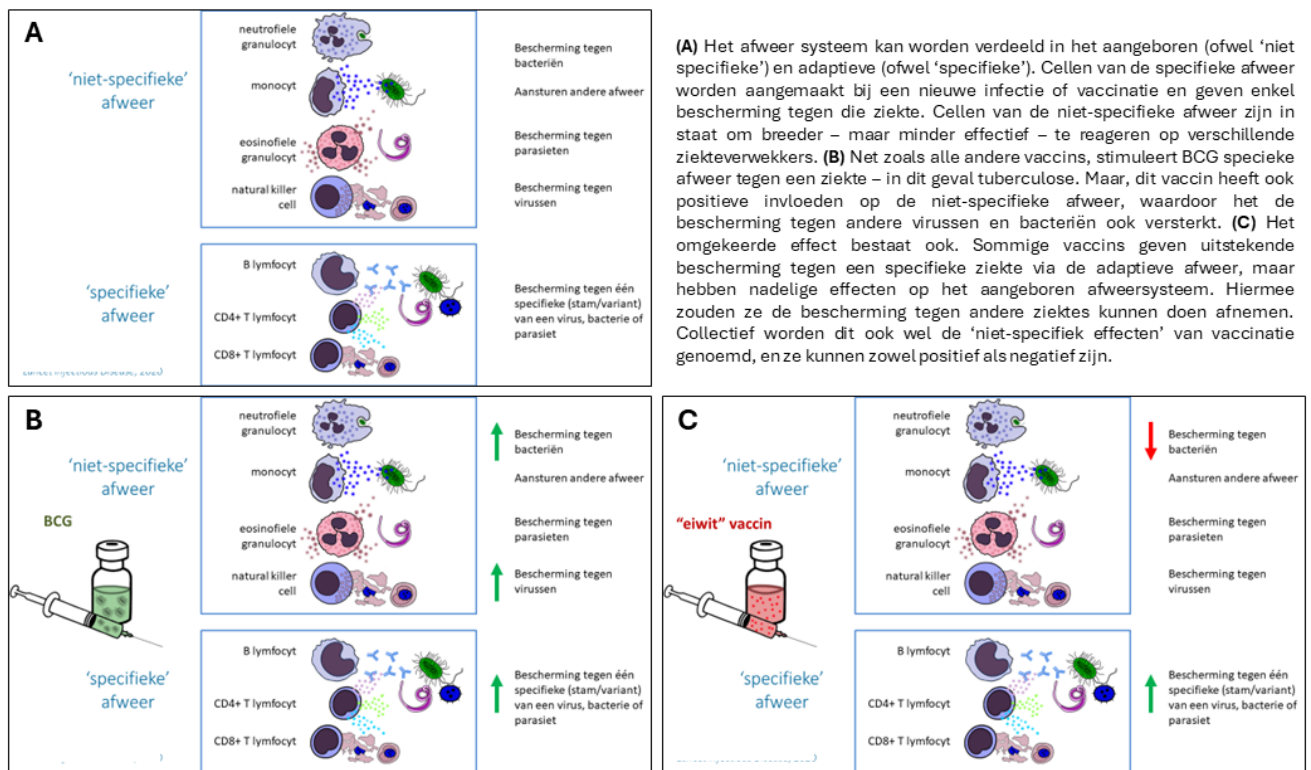 A
'niet-specifieke'
afweer
neutrofiele
granulocyt
monocyt
eosinofiele
granulocyt
natural killer
cell
Bescherming tegen
bacteriën
Aansturen andere afweer
Bescherming tegen
parasieten
Bescherming tegen
virussen
'specifieke'
afweer
B lymfocyt
CD4+ T lymfocyt
CD8+ T lymfocyt
Bescherming tegen één
specifieke (stam/variant)
van een virus, bacterie of
parasiet
(A) Het afweer systeem kan worden verdeeld in het aangeboren (ofwel 'niet
specifieke') en adaptieve (ofwel 'specifieke'). Cellen van de specifieke afweer
worden aangemaakt bij een nieuwe infectie of vaccinatie en geven enkel
bescherming tegen die ziekte. Cellen van de niet-specifieke afweer zijn in
staat om breeder – maar minder effectief – te reageren op verschillende
ziekteverwekkers. (B) Net zoals alle andere vaccins, stimuleert BCG specieke
afweer tegen een ziekte – in dit geval tuberculose. Maar, dit vaccin heeft ook
positieve invloeden op de niet-specifieke afweer, waardoor het de
bescherming tegen andere virussen en bacteriën ook versterkt. (C) Het
omgekeerde effect bestaat ook. Sommige vaccins geven uitstekende
bescherming tegen een specifieke ziekte via de adaptieve afweer, maar
hebben nadelige effecten op het aangeboren afweersysteem. Hiermee
zouden ze de bescherming tegen andere ziektes kunnen doen afnemen.
Collectief worden dit ook wel de 'niet-specifiek effecten' van vaccinatie
genoemd, en ze kunnen zowel positief als negatief zijn.
B
'niet-specifieke'
afweer
BCG
neutrofiele
granulocyt
monocyt
eosinofiele
granulocyt
natural killer
cell
Bescherming tegen
bacteriën
Aansturen andere afweer
Bescherming tegen
parasieten
Bescherming tegen
virussen
'specifieke'
afweer
B lymfocyt
CD4+ T lymfocyt
CD8+ T lymfocyt
Bescherming tegen één
specifieke (stam/variant)
van een virus, bacterie of
parasiet
C
'niet-specifieke'
afweer
"eiwit" vaccin
neutrofiele
granulocyt
monocyt
eosinofiele
granulocyt
natural killer
cell
Bescherming tegen
bacteriën
Aansturen andere afweer
Bescherming tegen
parasieten
Bescherming tegen
virussen
'specifieke'
afweer
B lymfocyt
CD4+ T lymfocyt
CD8+ T lymfocyt
Bescherming tegen één
specifieke (stam/variant)
van een virus, bacterie of
parasiet